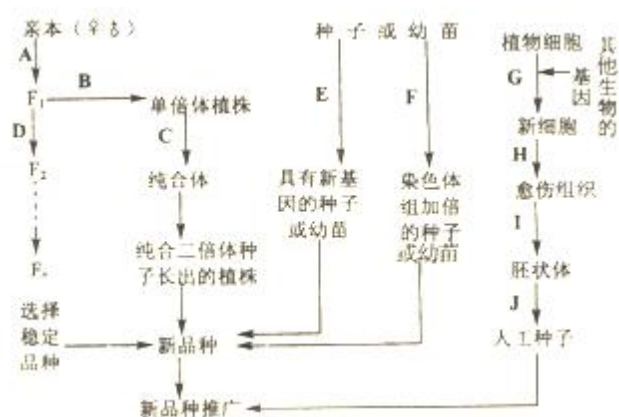 亲本（♀♂）
A
F₁
B
单倍体植株
D
C
F₂
纯合体
纯合二倍体种
子长出的植株
选择
稳定
品种
新品种
新品种推广
种 子 或 幼 苗
E
F
具有新基
因的种子
或幼苗
染色体
组加倍
的种子
或幼苗
植物细胞
G
基因
其他生物的
新细胞
H
愈伤组织
I
胚状体
J
人工种子